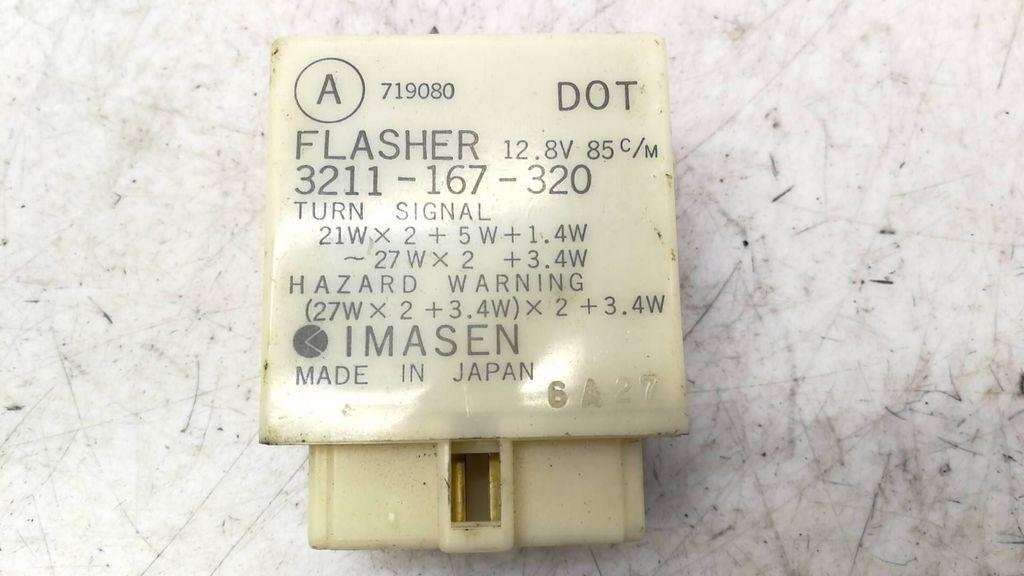 A 719080 DOT
FLASHER 12.8V 85 C/M
3211-167-320
TURN SIGNAL
21W×2+5W+1.4W
~27W×2 +3.4W
HAZARD WARNING
(27W×2+3.4W)×2+3.4W
IMASEN
MADE IN JAPAN
6A27